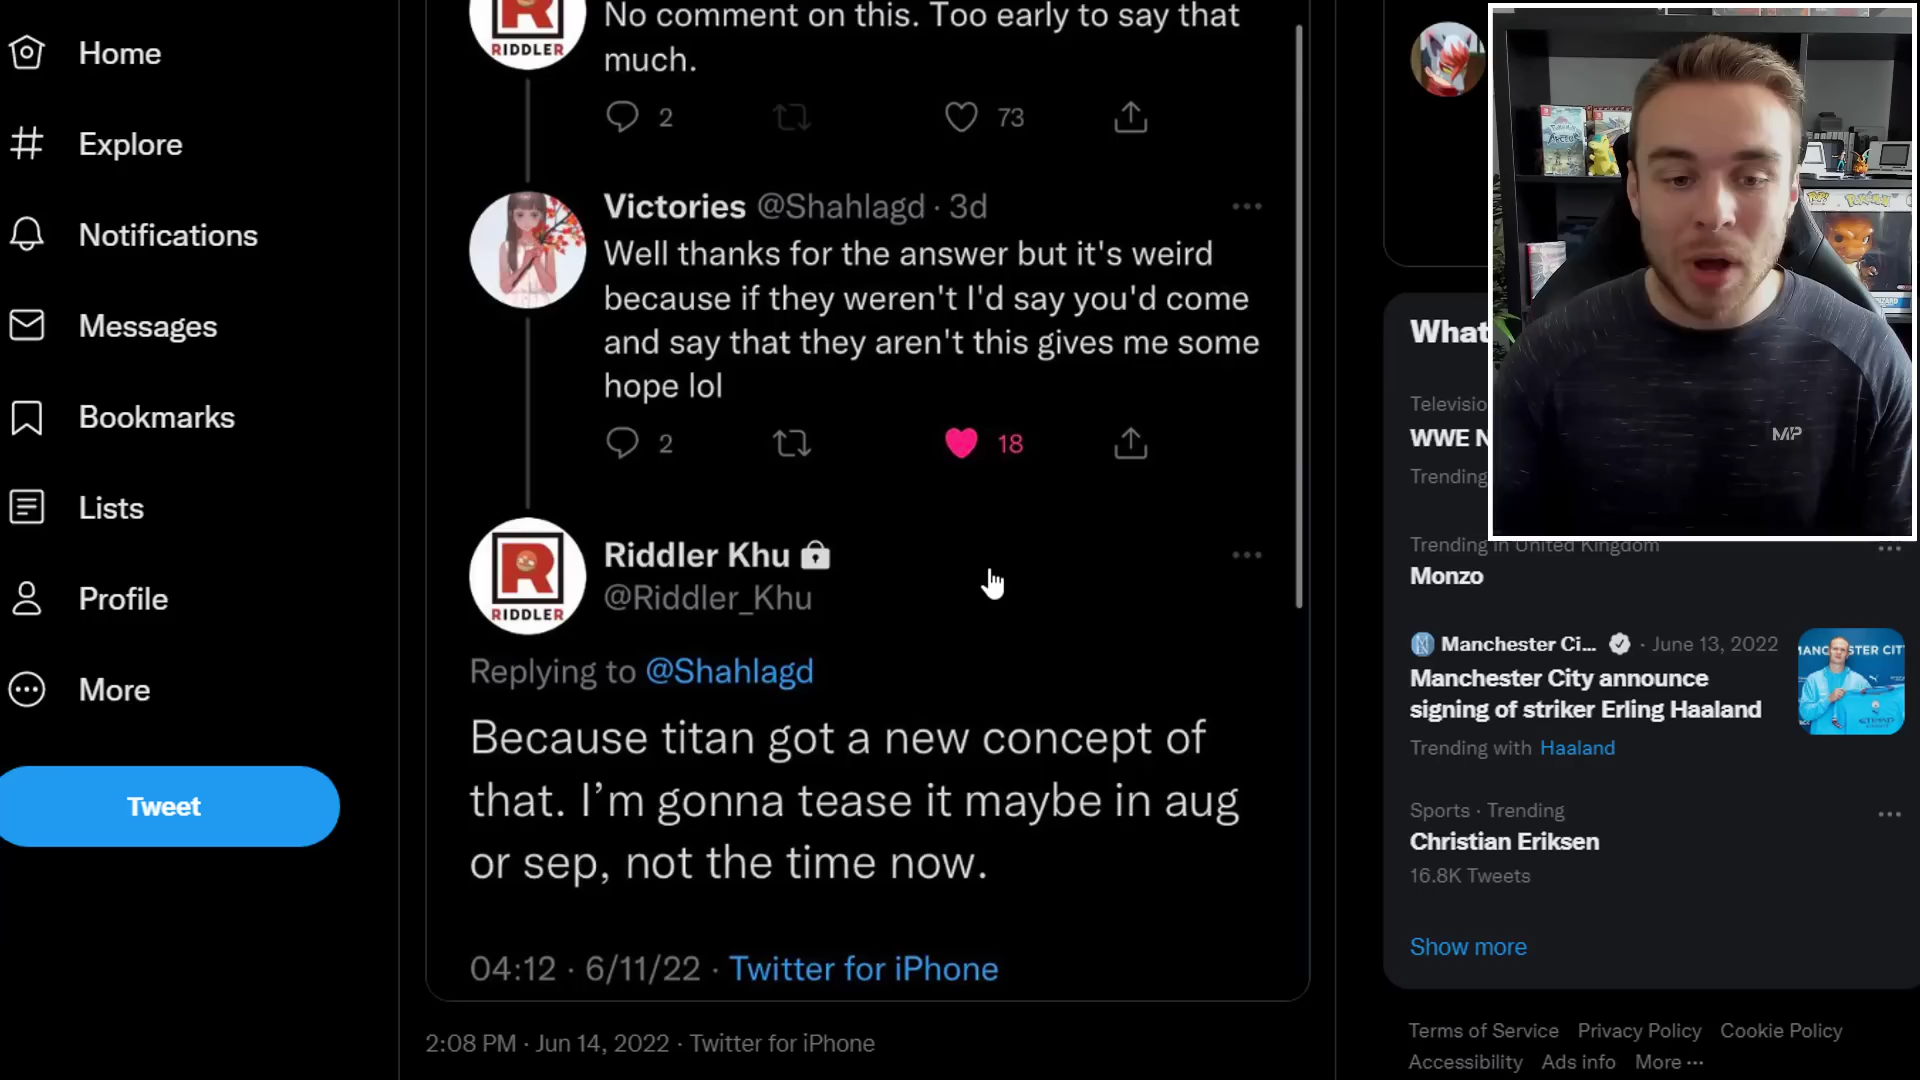 Home
Explore
Notifications
Messages
Bookmarks
Lists
Profile
More
Tweet
RIDDLER
No comment on this. Too early to say that
much.
2
73
Victories @Shahlagd · 3d
Well thanks for the answer but it's weird
because if they weren't I'd say you'd come
and say that they aren't this gives me some
hope lol
2
18
RIDDLER
Riddler Khu
@Riddler_Khu
Replying to @Shahlagd
Because titan got a new concept of
that. I’m gonna tease it maybe in aug
or sep, not the time now.
04:12 · 6/11/22 · Twitter for iPhone
2:08 PM · Jun 14, 2022 · Twitter for iPhone
What
Televisio
WWE N
Trending
Trending in United Kingdom
Monzo
Manchester Ci... · June 13, 2022
Manchester City announce
signing of striker Erling Haaland
Trending with Haaland
Sports · Trending
Christian Eriksen
16.8K Tweets
Show more
Terms of Service Privacy Policy Cookie Policy
Accessibility Ads info More ···
MP
POP!